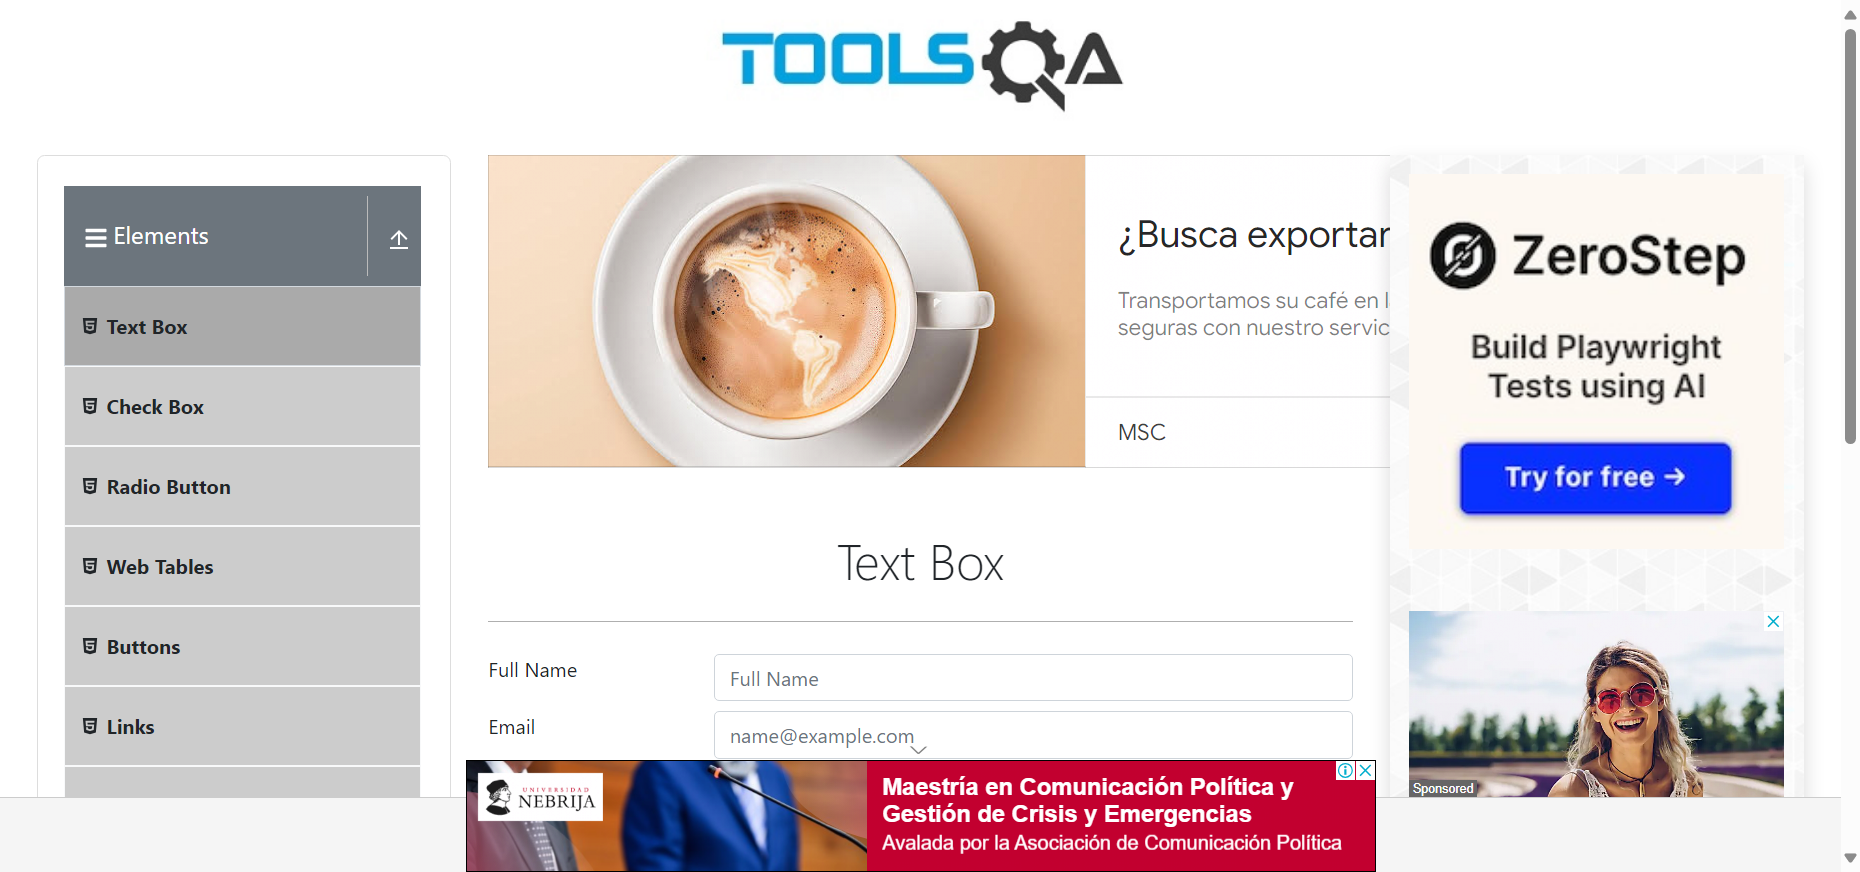 TOOLSQA
Elements
Text Box
Check Box
Radio Button
Web Tables
Buttons
Links
¿Busca exportar
Transportamos su café en l
seguras con nuestro servic
MSC
Text Box
Full Name
Full Name
Email
name@example.com
ZeroStep
Build Playwright
Tests using AI
Try for free →
Sponsored
UNIVERSIDAD
NEBRIJA
Maestría en Comunicación Política y
Gestión de Crisis y Emergencias
Avalada por la Asociación de Comunicación Política